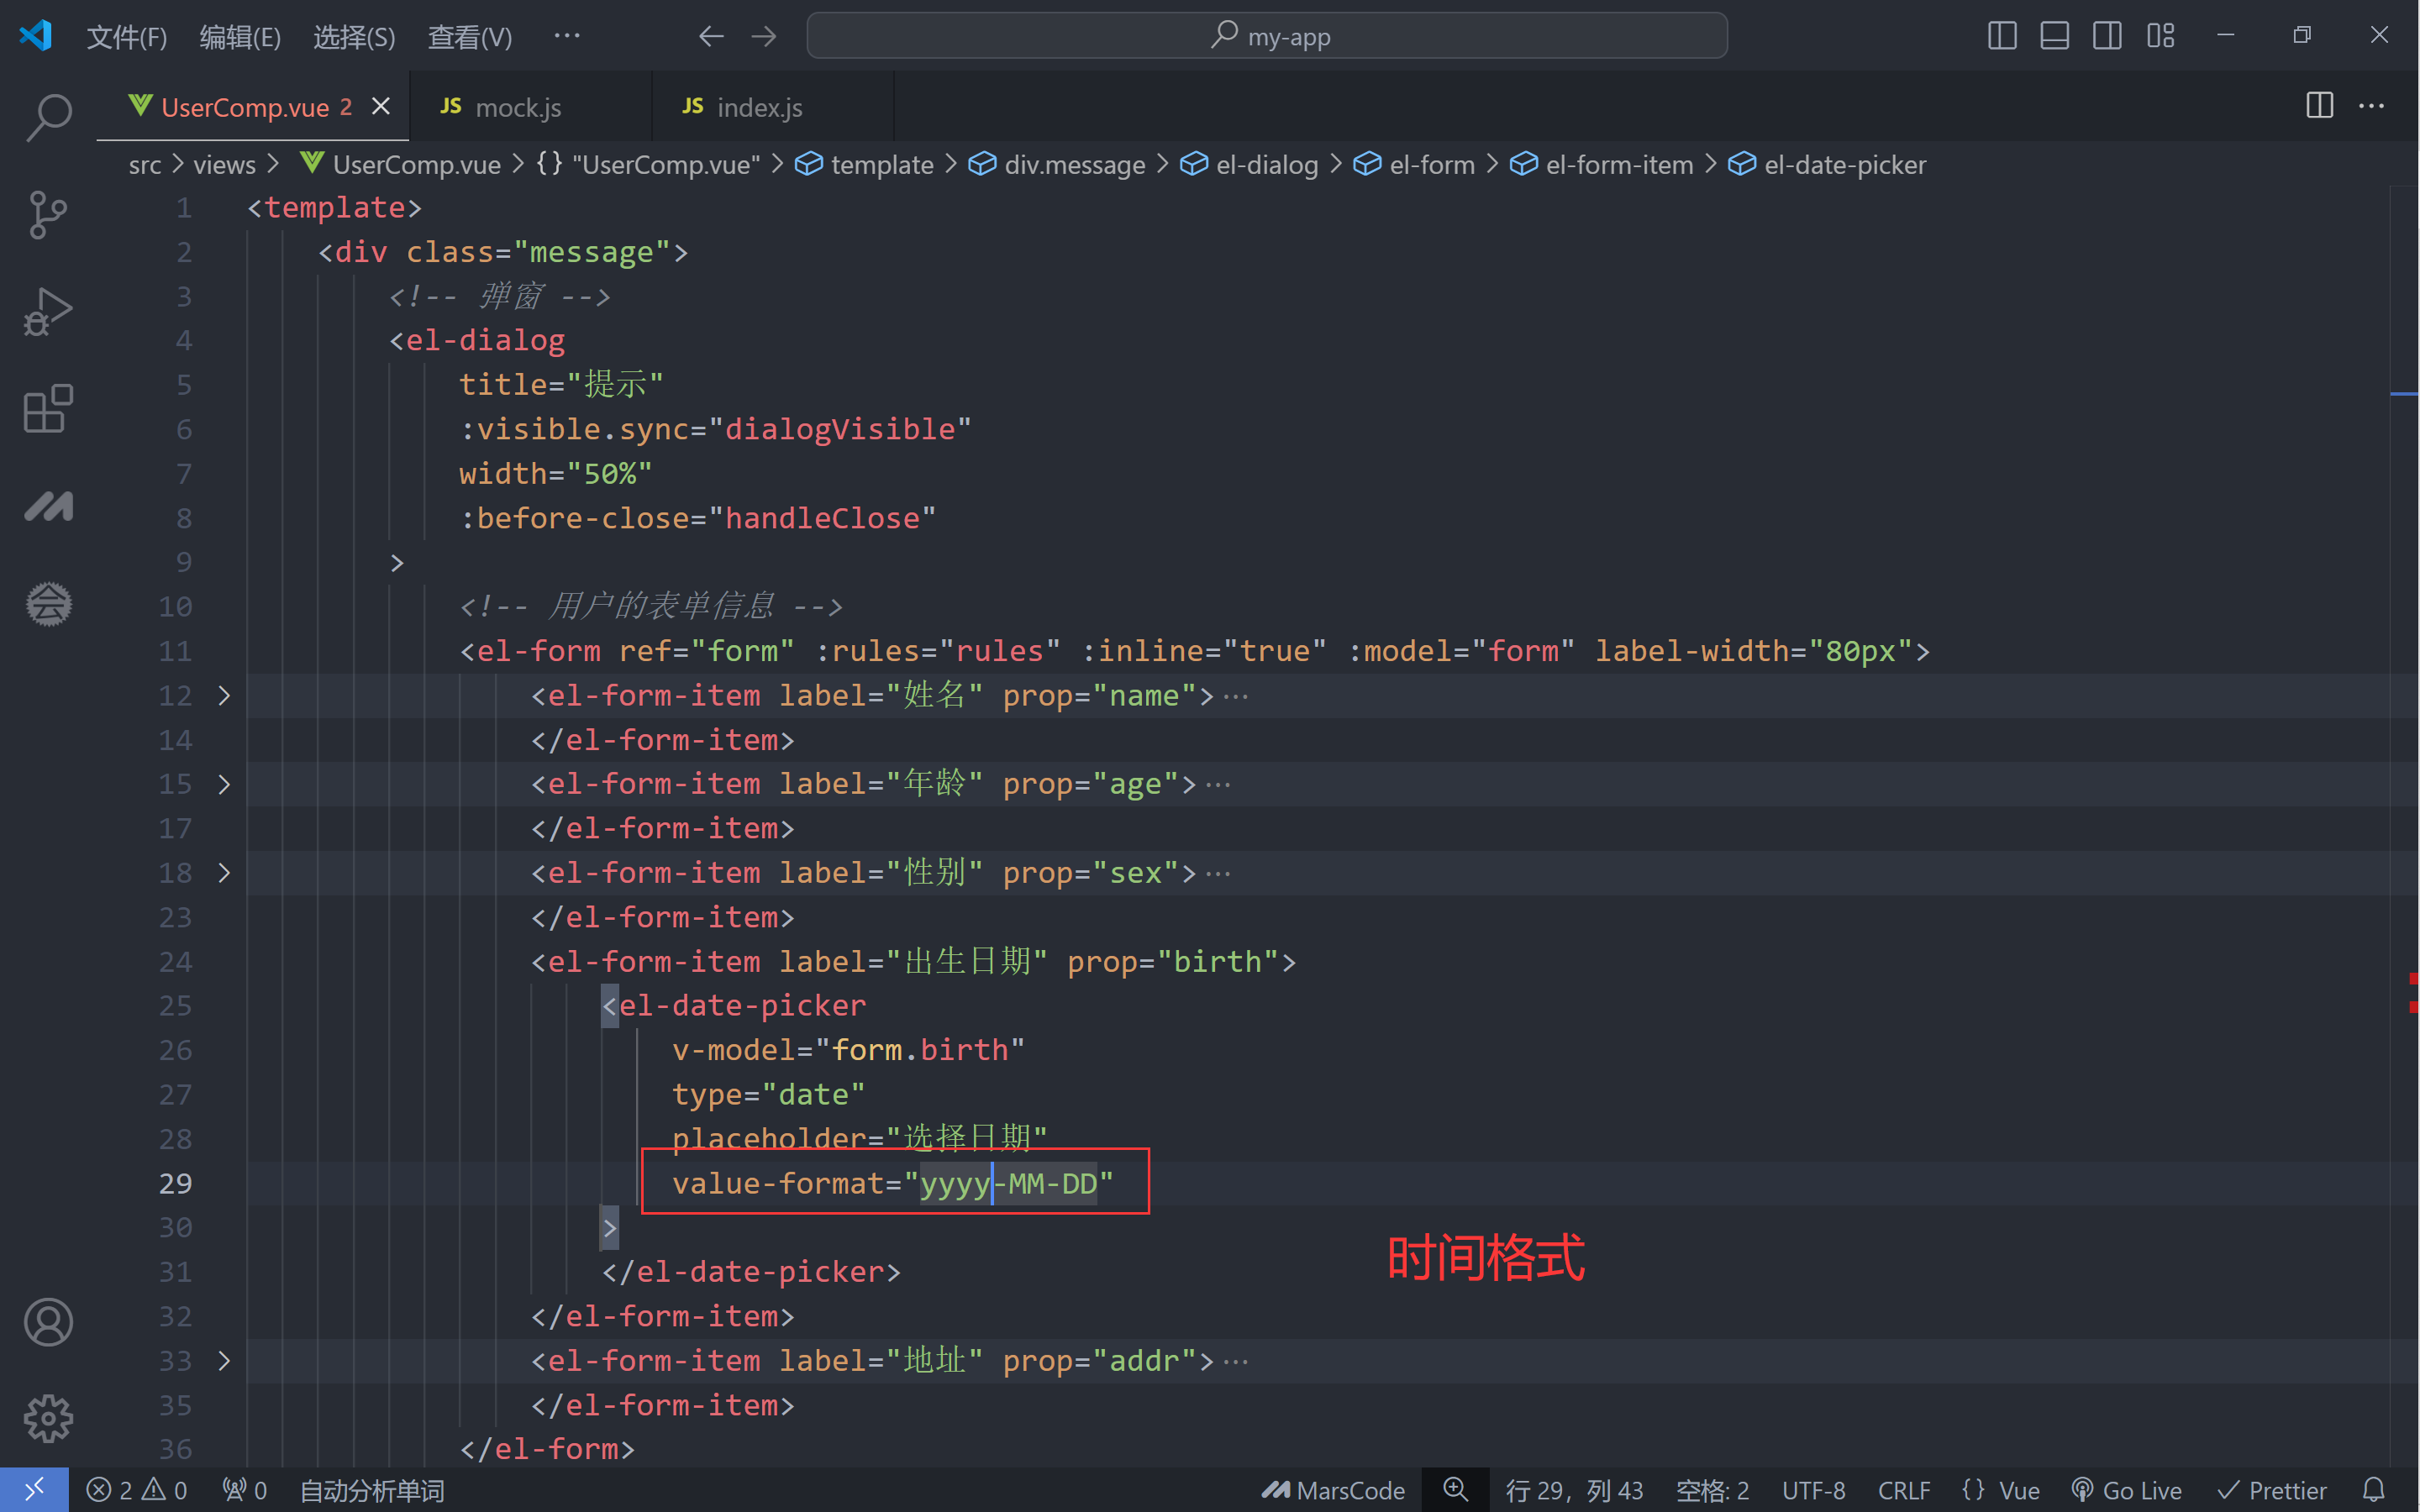 文件(F) 编辑(E) 选择(S) 查看(V) ··· my-app
UserComp.vue 2 JS mock.js JS index.js
src > views > UserComp.vue > {} "UserComp.vue" > template > div.message > el-dialog > el-form > el-form-item > el-date-picker
1 <template>
2 <div class="message">
3 <!-- 弹窗 -->
4 <el-dialog
5 title="提示"
6 :visible.sync="dialogVisible"
7 width="50%"
8 :before-close="handleClose"
9 >
10 <!-- 用户的表单信息 -->
11 <el-form ref="form" :rules="rules" :inline="true" :model="form" label-width="80px">
12 <el-form-item label="姓名" prop="name">···
14 </el-form-item>
15 <el-form-item label="年龄" prop="age">···
17 </el-form-item>
18 <el-form-item label="性别" prop="sex">···
23 </el-form-item>
24 <el-form-item label="出生日期" prop="birth">
25 <el-date-picker
26 v-model="form.birth"
27 type="date"
28 placeholder="选择日期"
29 value-format="yyyy-MM-DD"
30 >
时间格式
31 </el-date-picker>
32 </el-form-item>
33 <el-form-item label="地址" prop="addr">···
35 </el-form-item>
36 </el-form>
2 0 0 自动分析单词 MarsCode 行 29，列 43 空格: 2 UTF-8 CRLF {} Vue Go Live Prettier